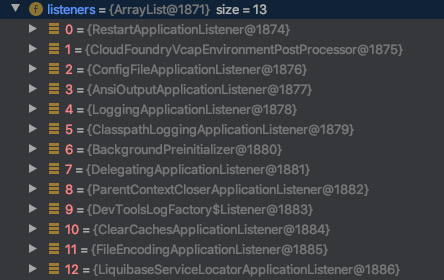 f listeners = {ArrayList@1871} size = 13
0 = {RestartApplicationListener@1874}
1 = {CloudFoundryVcapEnvironmentPostProcessor@1875}
2 = {ConfigFileApplicationListener@1876}
3 = {AnsiOutputApplicationListener@1877}
4 = {LoggingApplicationListener@1878}
5 = {ClasspathLoggingApplicationListener@1879}
6 = {BackgroundPreinitializer@1880}
7 = {DelegatingApplicationListener@1881}
8 = {ParentContextCloserApplicationListener@1882}
9 = {DevToolsLogFactory$Listener@1883}
10 = {ClearCachesApplicationListener@1884}
11 = {FileEncodingApplicationListener@1885}
12 = {LiquibaseServiceLocatorApplicationListener@1886}